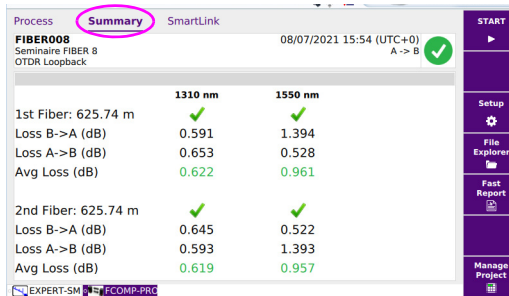 Process Summary SmartLink
START
FIBER008 08/07/2021 15:54 (UTC+0)
Seminaire FIBER 8 A -> B
OTDR Loopback
1310 nm 1550 nm
Setup
1st Fiber: 625.74 m
Loss B->A (dB) 0.591 1.394
File
Explorer
Loss A->B (dB) 0.653 0.528
Avg Loss (dB) 0.622 0.961
Fast
Report
2nd Fiber: 625.74 m
Loss B->A (dB) 0.645 0.522
Loss A->B (dB) 0.593 1.393
Avg Loss (dB) 0.619 0.957
Manage
Project
EXPERT-SM FCOMP-PRO